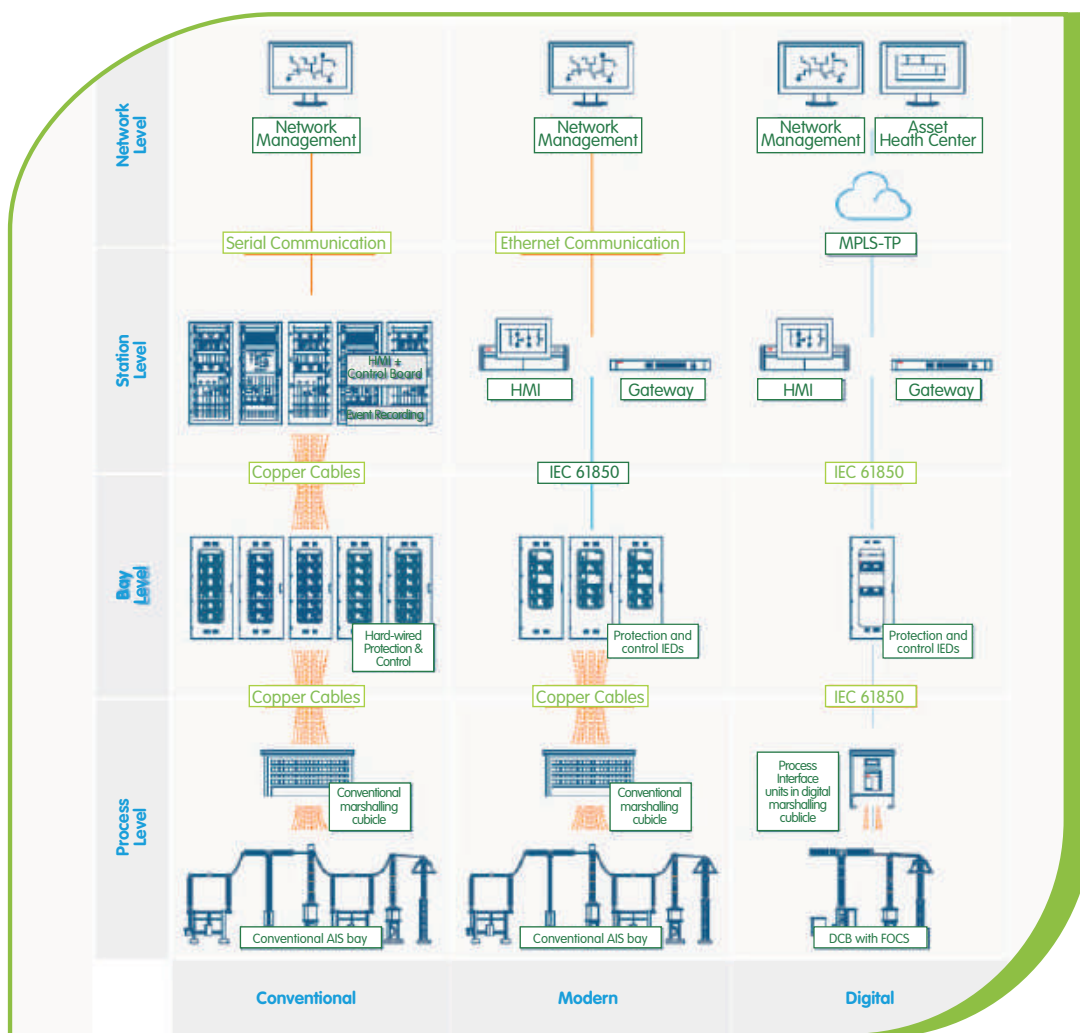 Network
Level
Network
Management
Network
Management
Network
Management
Asset
Heath Center
Serial Communication
Ethernet Communication
MPLS-TP
Station
Level
HMI +
Control Board
Event Recording
HMI
Gateway
HMI
Gateway
Copper Cables
IEC 61850
IEC 61850
Bay
Level
Hard-wired
Protection &
Control
Protection and
control IEDs
Protection and
control IEDs
Copper Cables
Copper Cables
IEC 61850
Process
Level
Conventional
marshalling
cubicle
Conventional
marshalling
cubicle
Process
Interface
units in digital
marshalling
cublicle
Conventional AIS bay
Conventional AIS bay
DCB with FOCS
Conventional
Modern
Digital